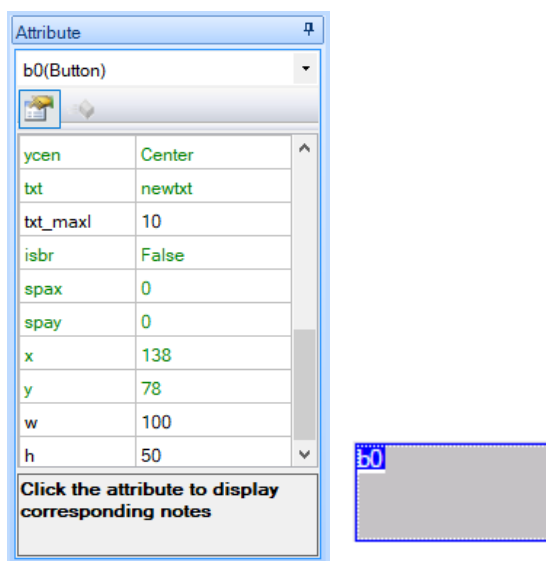 Attribute
b0(Button)
ycen Center
txt newtxt
txt_maxl 10
isbr False
spax 0
spay 0
x 138
y 78
w 100
h 50
Click the attribute to display
corresponding notes
b0